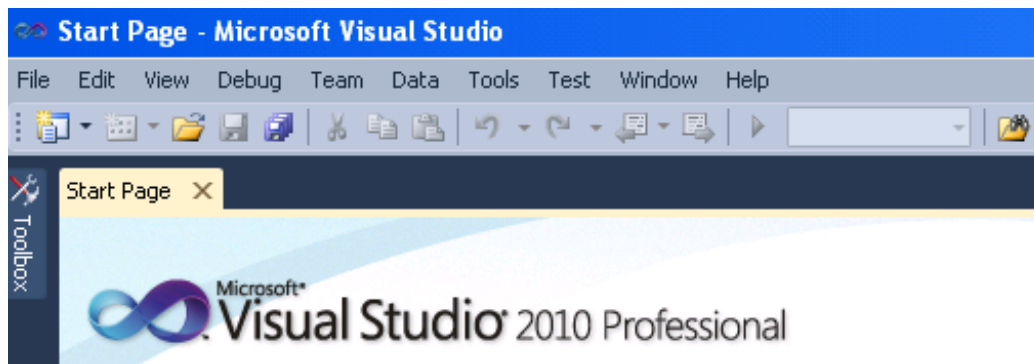 Start Page - Microsoft Visual Studio
File Edit View Debug Team Data Tools Test Window Help
Start Page
Toolbox
Microsoft
Visual Studio 2010 Professional